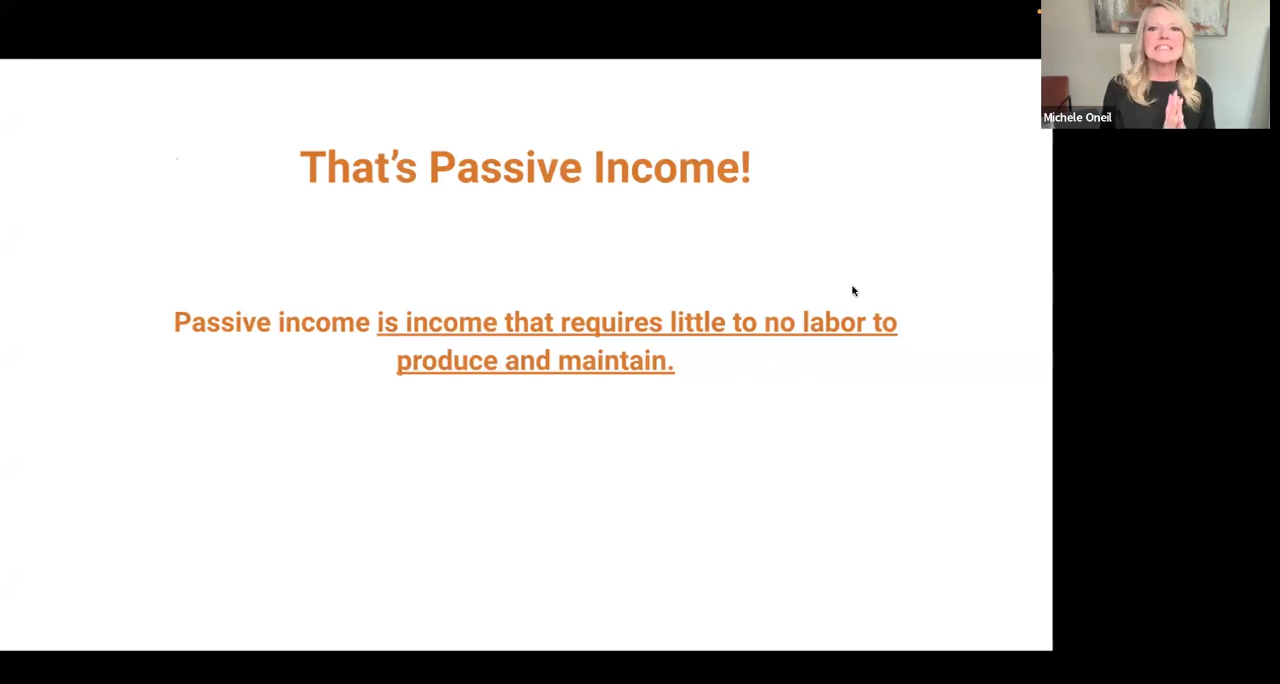 Michele Oneil
That’s Passive Income!
Passive income is income that requires little to no labor to
produce and maintain.